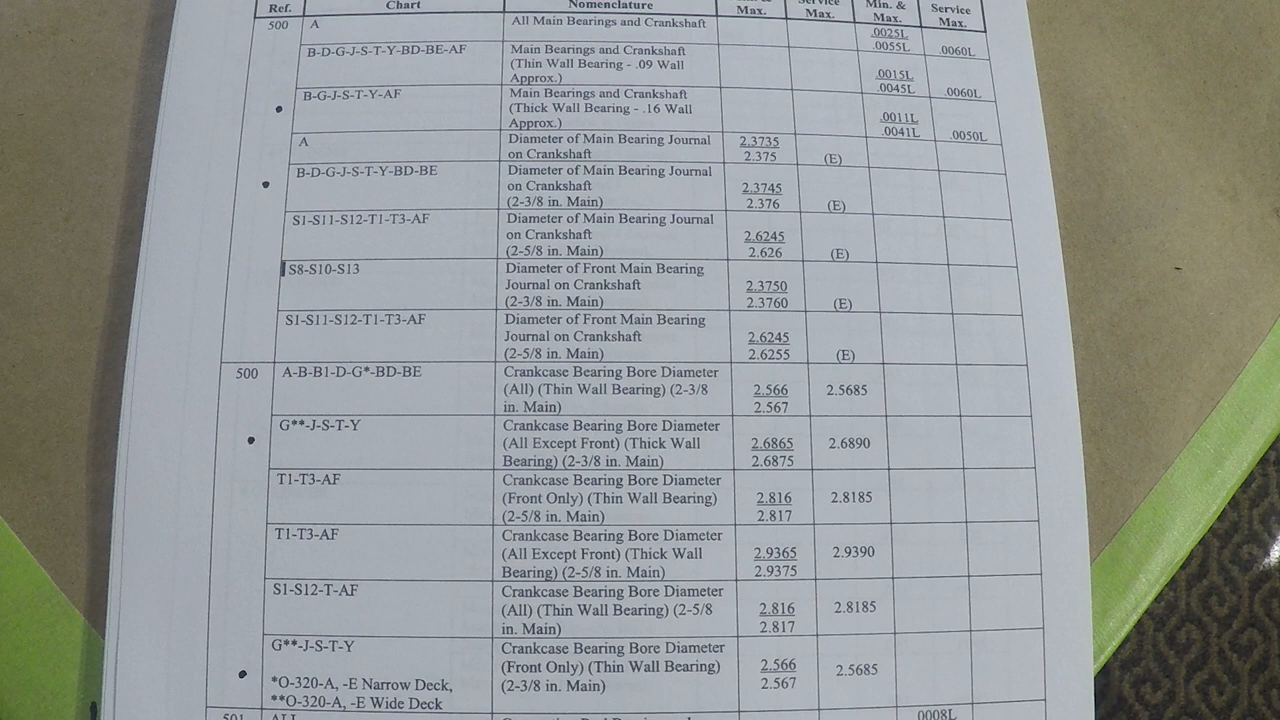 Ref. Chart Nomenclature Max. Service Max. Min. & Max. Service Max.
500 A All Main Bearings and Crankshaft .0025L
.0055L .0060L
B-D-G-J-S-T-Y-BD-BE-AF Main Bearings and Crankshaft
(Thin Wall Bearing - .09 Wall .0015L
Approx.) .0045L .0060L
B-G-J-S-T-Y-AF Main Bearings and Crankshaft
(Thick Wall Bearing - .16 Wall .0011L
Approx.) .0041L .0050L
A Diameter of Main Bearing Journal 2.3735
on Crankshaft 2.375 (E)
B-D-G-J-S-T-Y-BD-BE Diameter of Main Bearing Journal
on Crankshaft 2.3745
(2-3/8 in. Main) 2.376 (E)
S1-S11-S12-T1-T3-AF Diameter of Main Bearing Journal
on Crankshaft 2.6245
(2-5/8 in. Main) 2.626 (E)
S8-S10-S13 Diameter of Front Main Bearing
Journal on Crankshaft 2.3750
(2-3/8 in. Main) 2.3760 (E)
S1-S11-S12-T1-T3-AF Diameter of Front Main Bearing
Journal on Crankshaft 2.6245
(2-5/8 in. Main) 2.6255 (E)
500 A-B-B1-D-G*-BD-BE Crankcase Bearing Bore Diameter
(All) (Thin Wall Bearing) (2-3/8 2.566 2.5685
in. Main) 2.567
G**-J-S-T-Y Crankcase Bearing Bore Diameter
(All Except Front) (Thick Wall 2.6865 2.6890
Bearing) (2-3/8 in. Main) 2.6875
T1-T3-AF Crankcase Bearing Bore Diameter
(Front Only) (Thin Wall Bearing) 2.816 2.8185
(2-5/8 in. Main) 2.817
T1-T3-AF Crankcase Bearing Bore Diameter
(All Except Front) (Thick Wall 2.9365 2.9390
Bearing) (2-5/8 in. Main) 2.9375
S1-S12-T-AF Crankcase Bearing Bore Diameter
(All) (Thin Wall Bearing) (2-5/8 2.816 2.8185
in. Main) 2.817
G**-J-S-T-Y Crankcase Bearing Bore Diameter
(Front Only) (Thin Wall Bearing) 2.566 2.5685
*O-320-A, -E Narrow Deck, (2-3/8 in. Main) 2.567
**O-320-A, -E Wide Deck
501 ALL .0008L